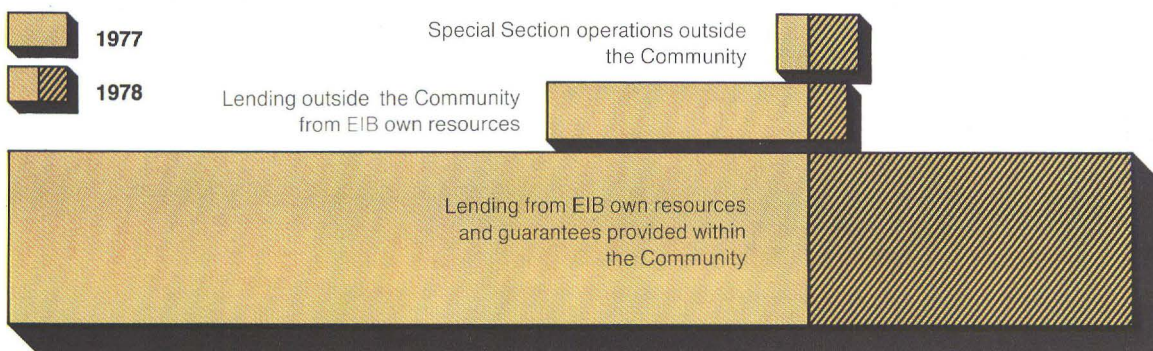 1977
1978
Special Section operations outside
the Community
Lending outside the Community
from EIB own resources
Lending from EIB own resources
and guarantees provided within
the Community